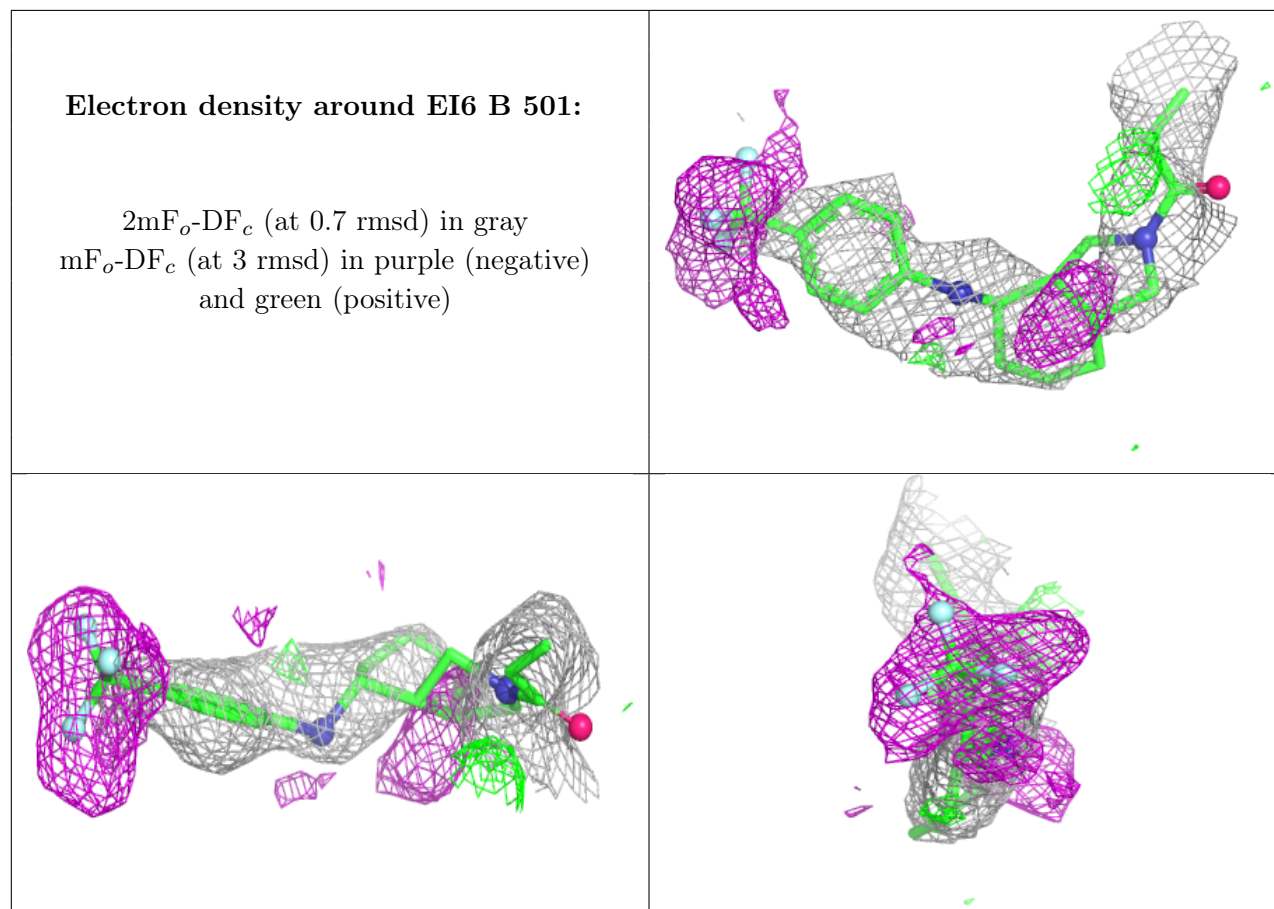 Electron density around EI6 B 501:
2mFo-DFc (at 0.7 rmsd) in gray
mFo-DFc (at 3 rmsd) in purple (negative)
and green (positive)